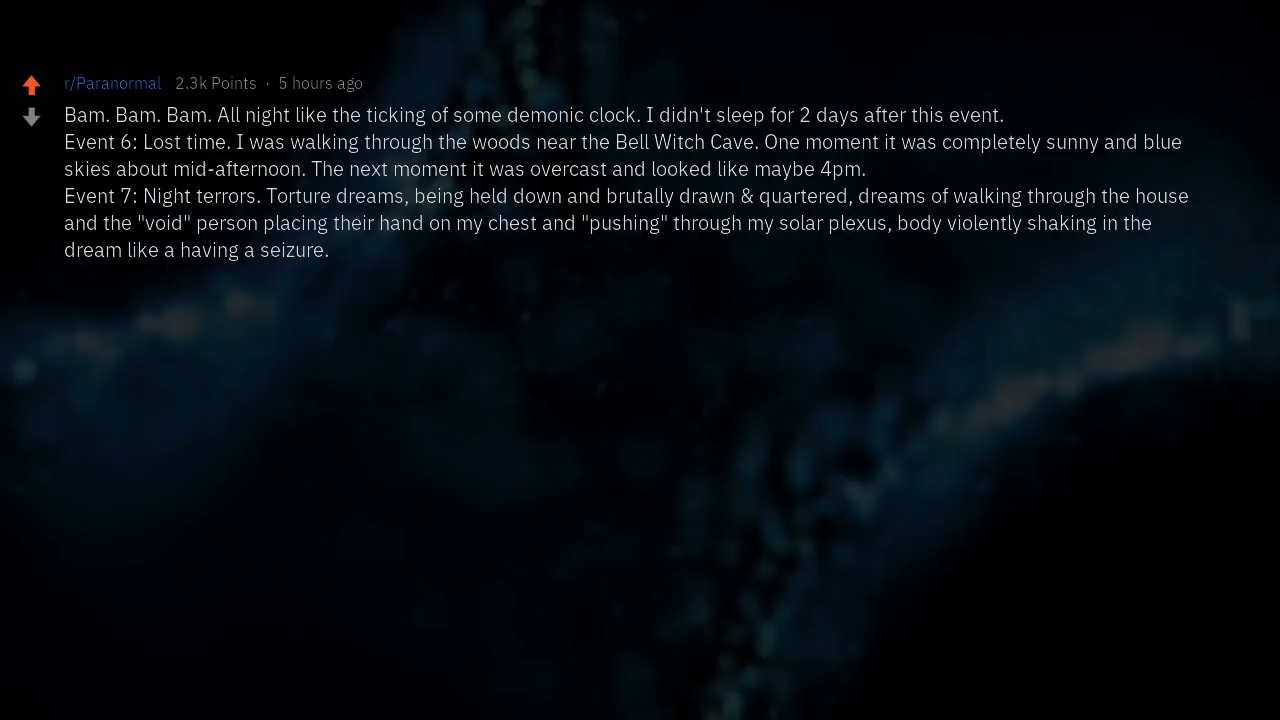 r/Paranormal 2.3k Points · 5 hours ago
Bam. Bam. Bam. All night like the ticking of some demonic clock. I didn't sleep for 2 days after this event.
Event 6: Lost time. I was walking through the woods near the Bell Witch Cave. One moment it was completely sunny and blue
skies about mid-afternoon. The next moment it was overcast and looked like maybe 4pm.
Event 7: Night terrors. Torture dreams, being held down and brutally drawn & quartered, dreams of walking through the house
and the "void" person placing their hand on my chest and "pushing" through my solar plexus, body violently shaking in the
dream like a having a seizure.